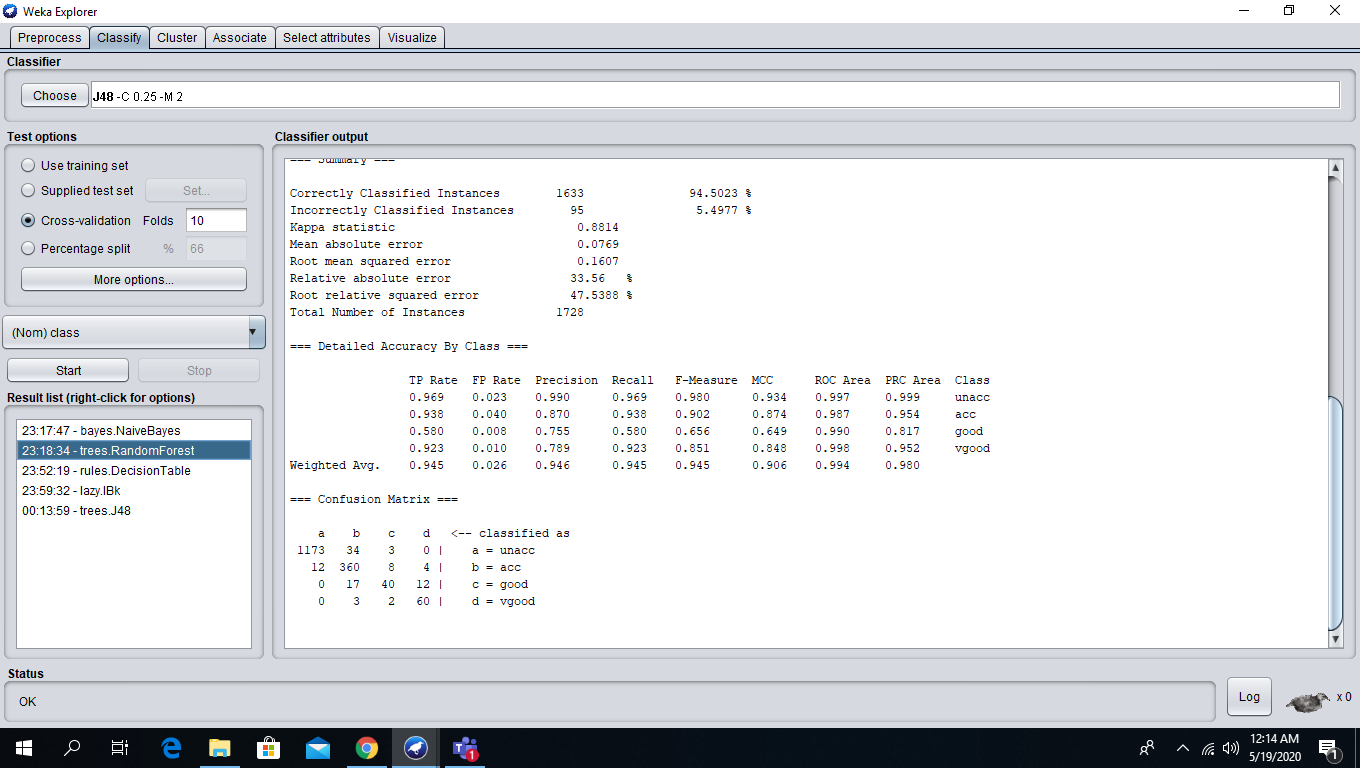 Weka Explorer
Preprocess Classify Cluster Associate Select attributes Visualize
Classifier
Choose J48 -C 0.25 -M 2
Test options
Use training set
Supplied test set Set...
Cross-validation Folds 10
Percentage split % 66
More options...
(Nom) class
Start Stop
Result list (right-click for options)
23:17:47 - bayes.NaiveBayes
23:18:34 - trees.RandomForest
23:52:19 - rules.DecisionTable
23:59:32 - lazy.IBk
00:13:59 - trees.J48
Classifier output
=== Summary ===
Correctly Classified Instances 1633 94.5023 %
Incorrectly Classified Instances 95 5.4977 %
Kappa statistic 0.8814
Mean absolute error 0.0769
Root mean squared error 0.1607
Relative absolute error 33.56 %
Root relative squared error 47.5388 %
Total Number of Instances 1728
=== Detailed Accuracy By Class ===
TP Rate FP Rate Precision Recall F-Measure MCC ROC Area PRC Area Class
0.969 0.023 0.990 0.969 0.980 0.934 0.997 0.999 unacc
0.938 0.040 0.870 0.938 0.902 0.874 0.987 0.954 acc
0.580 0.008 0.755 0.580 0.656 0.649 0.990 0.817 good
0.923 0.010 0.789 0.923 0.851 0.848 0.998 0.952 vgood
Weighted Avg. 0.945 0.026 0.946 0.945 0.945 0.906 0.994 0.980
=== Confusion Matrix ===
a b c d <-- classified as
1173 34 3 0 | a = unacc
12 360 8 4 | b = acc
0 17 40 12 | c = good
0 3 2 60 | d = vgood
Status
OK
Log
x 0
12:14 AM
5/19/2020
1
1